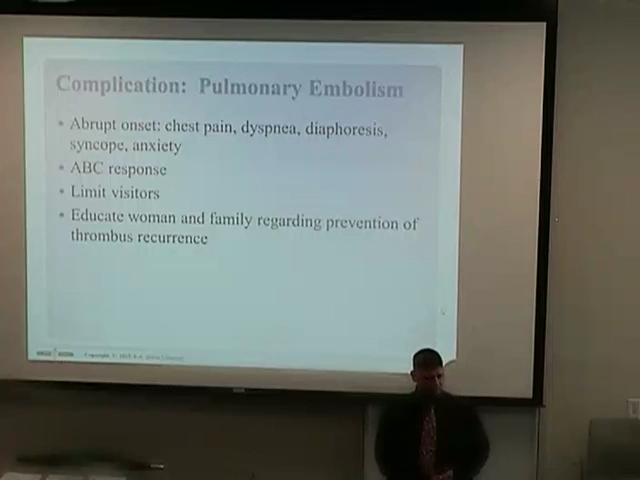 Complication: Pulmonary Embolism
• Abrupt onset: chest pain, dyspnea, diaphoresis,
syncope, anxiety
• ABC response
• Limit visitors
• Educate woman and family regarding prevention of
thrombus recurrence